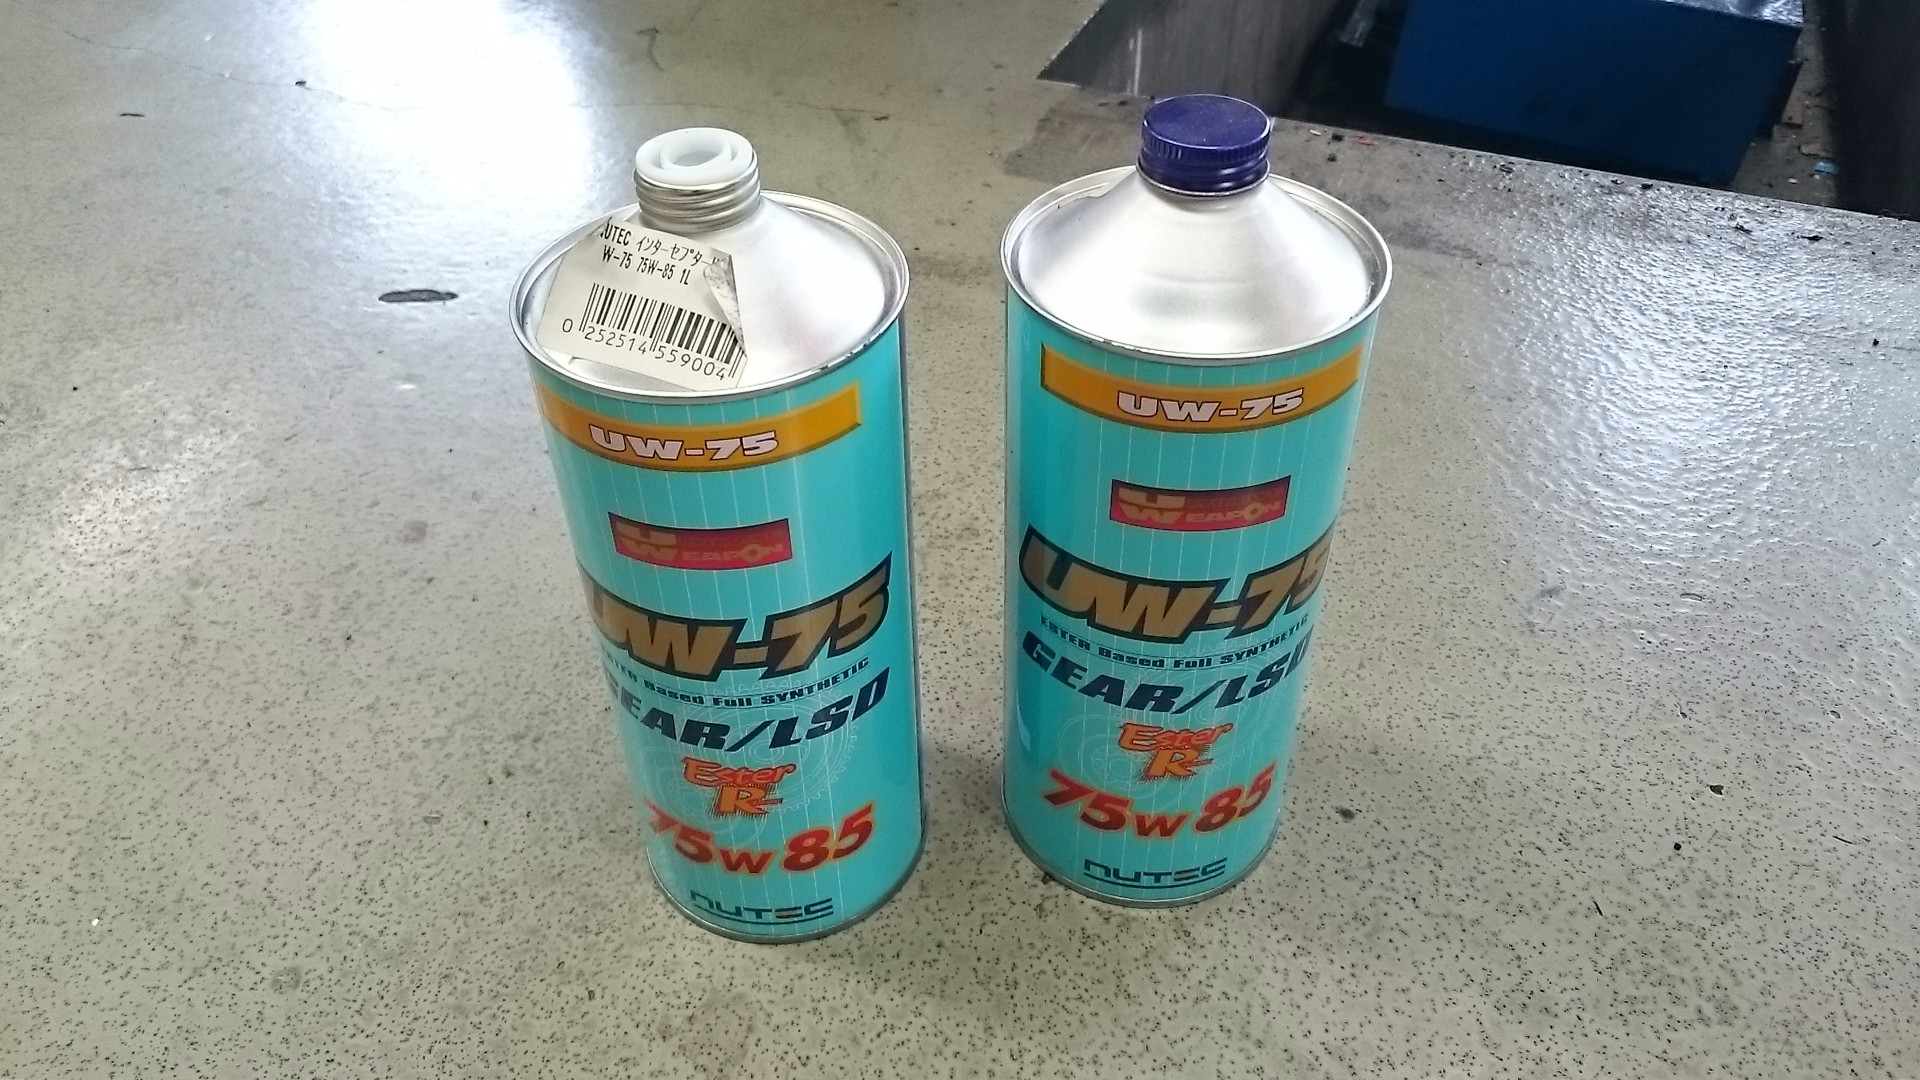 NUTEC インターセプター
W-75 75W-85 1L
0 252514 559004
UW-75
WEAPON
UW-75
ESTER Based Full SYNTHETIC
GEAR/LSD
Ester
R
75W85
NUTEC
UW-75
WEAPON
UW-75
ESTER Based Full SYNTHETIC
GEAR/LSD
Ester
R
75W85
NUTEC